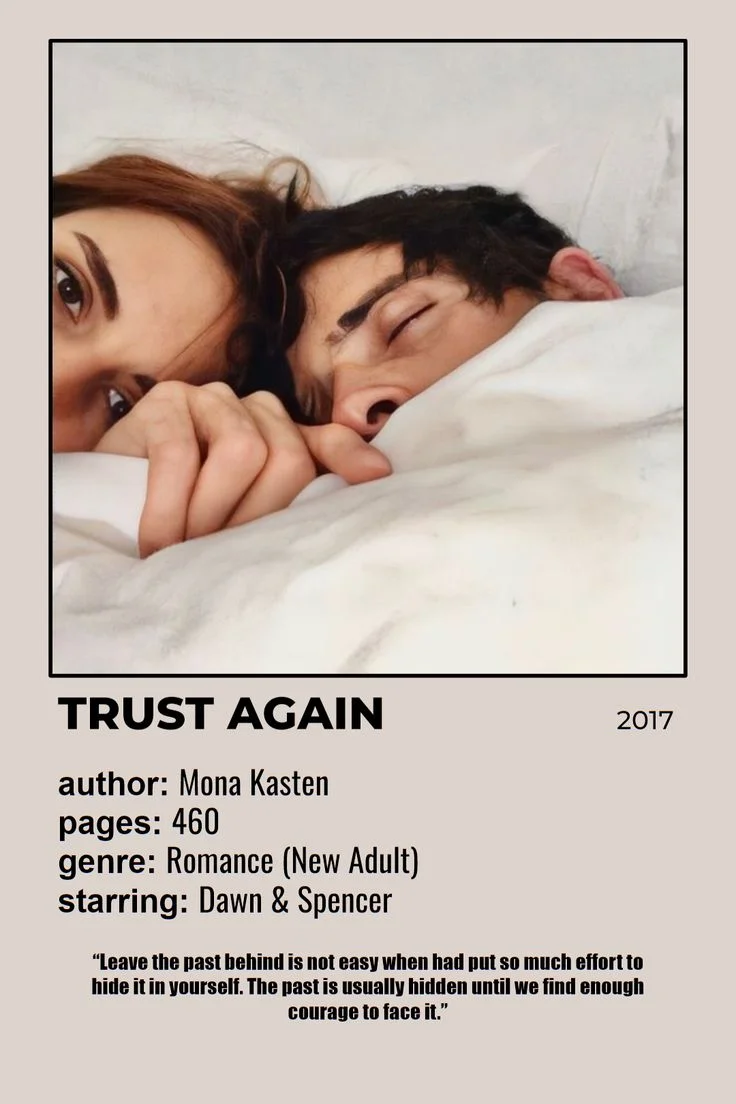 TRUST AGAIN 2017
author: Mona Kasten
pages: 460
genre: Romance (New Adult)
starring: Dawn & Spencer
“Leave the past behind is not easy when had put so much effort to
hide it in yourself. The past is usually hidden until we find enough
courage to face it.”